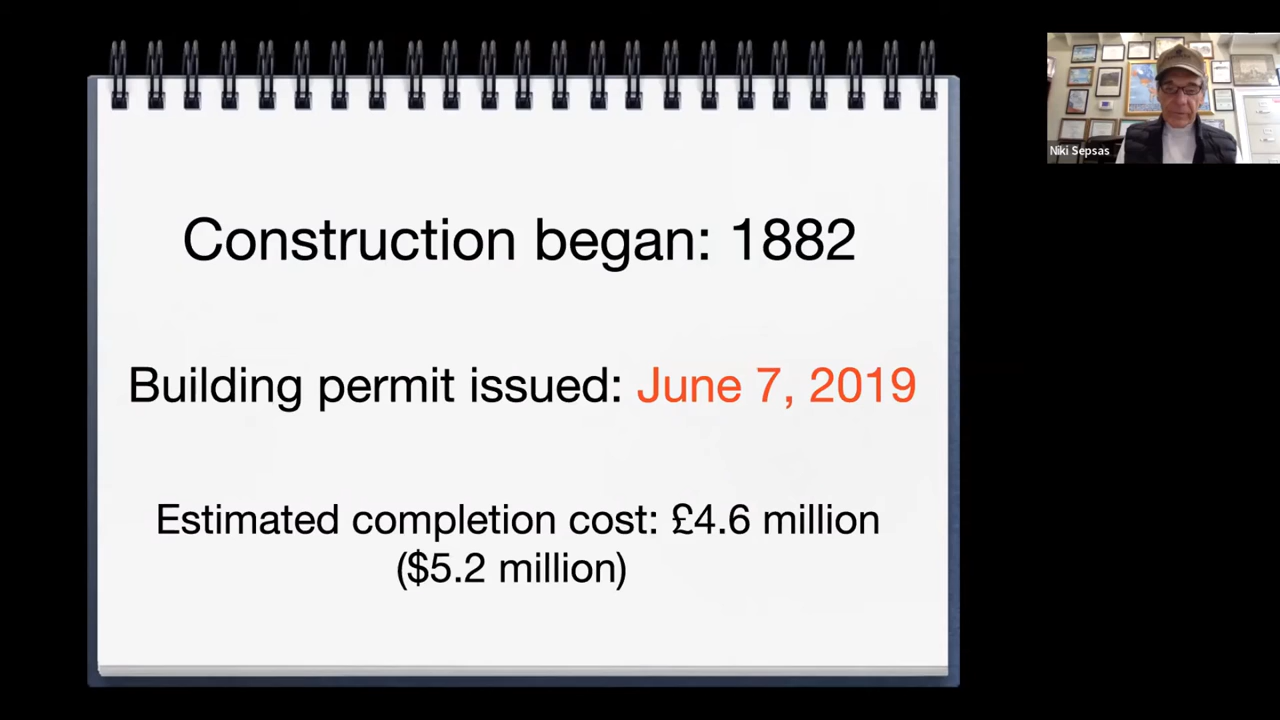 Construction began: 1882
Building permit issued: June 7, 2019
Estimated completion cost: £4.6 million
($5.2 million)
Niki Sepsas